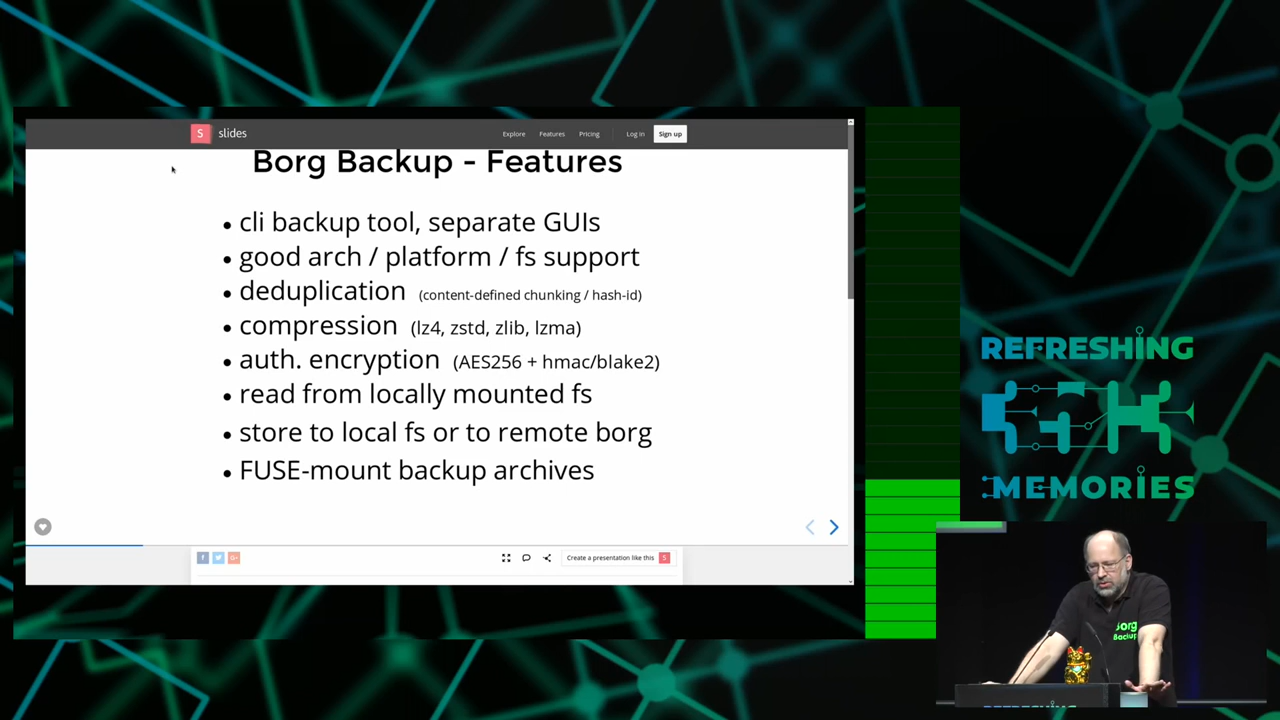 S slides
Explore Features Pricing Log in Sign up
Borg Backup - Features
cli backup tool, separate GUIs
good arch / platform / fs support
deduplication (content-defined chunking / hash-id)
compression (lz4, zstd, zlib, lzma)
auth. encryption (AES256 + hmac/blake2)
read from locally mounted fs
store to local fs or to remote borg
FUSE-mount backup archives
Create a presentation like this S
REFRESHING
MEMORIES
Borg
Backup
REFRESHING